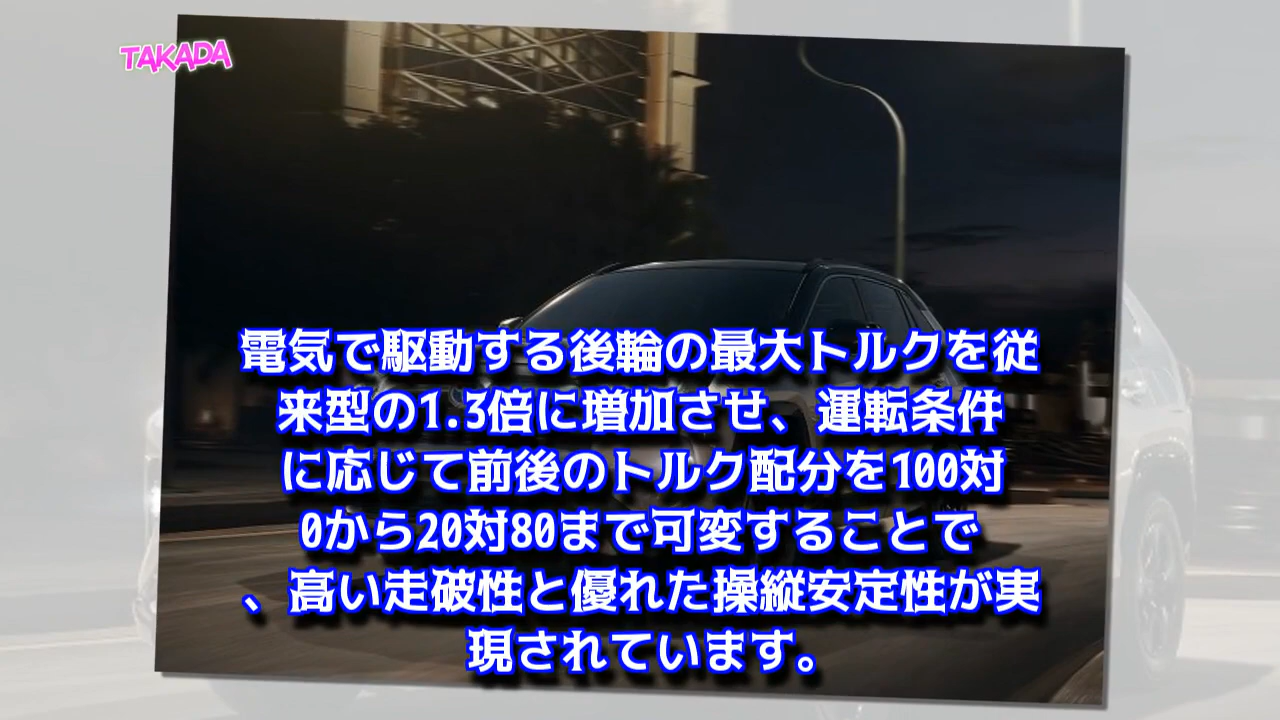 TAKADA
電気で駆動する後輪の最大トルクを従
来型の1.3倍に増加させ、運転条件
に応じて前後のトルク配分を100対
0から20対80まで可変することで
、高い走破性と優れた操縦安定性が実
現されています。